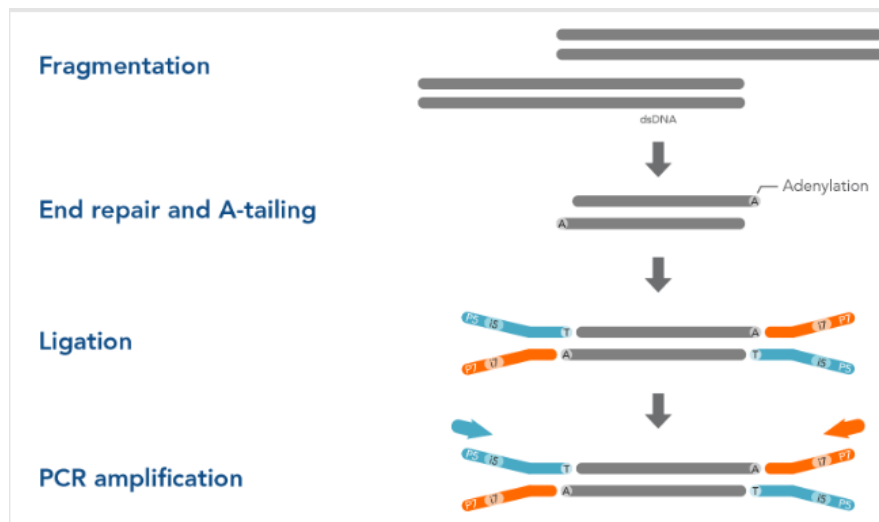 Fragmentation
dsDNA
Adenylation
End repair and A-tailing
A
A
P5 i5 T A i7 P7
Ligation
P7 i7 A T i5 P5
P5 i5 T A i7 P7
PCR amplification
P7 i7 A T i5 P5